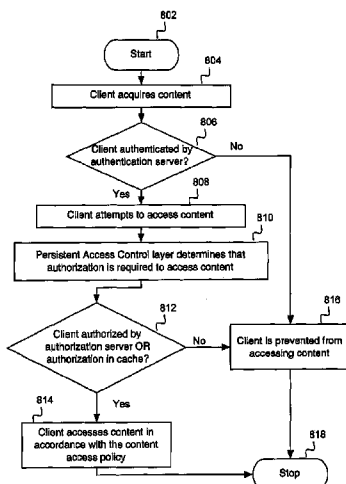 802
Start
804
Client acquires content
806
Client authenticated by
authentication server?
No
Yes
808
Client attempts to access content
810
Persistent Access Control layer determines that
authorization is required to access content
812
Client authorized by
authorization server OR
authorization in cache?
No
816
Client is prevented from
accessing content
Yes
814
Client accesses content in
accordance with the content
access policy
818
Stop